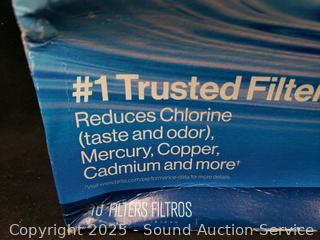 #1 Trusted Filter
Reduces Chlorine
(taste and odor),
Mercury, Copper,
Cadmium and more†
10 FILTERS FILTROS
Copyright 2025 - Sound Auction Service